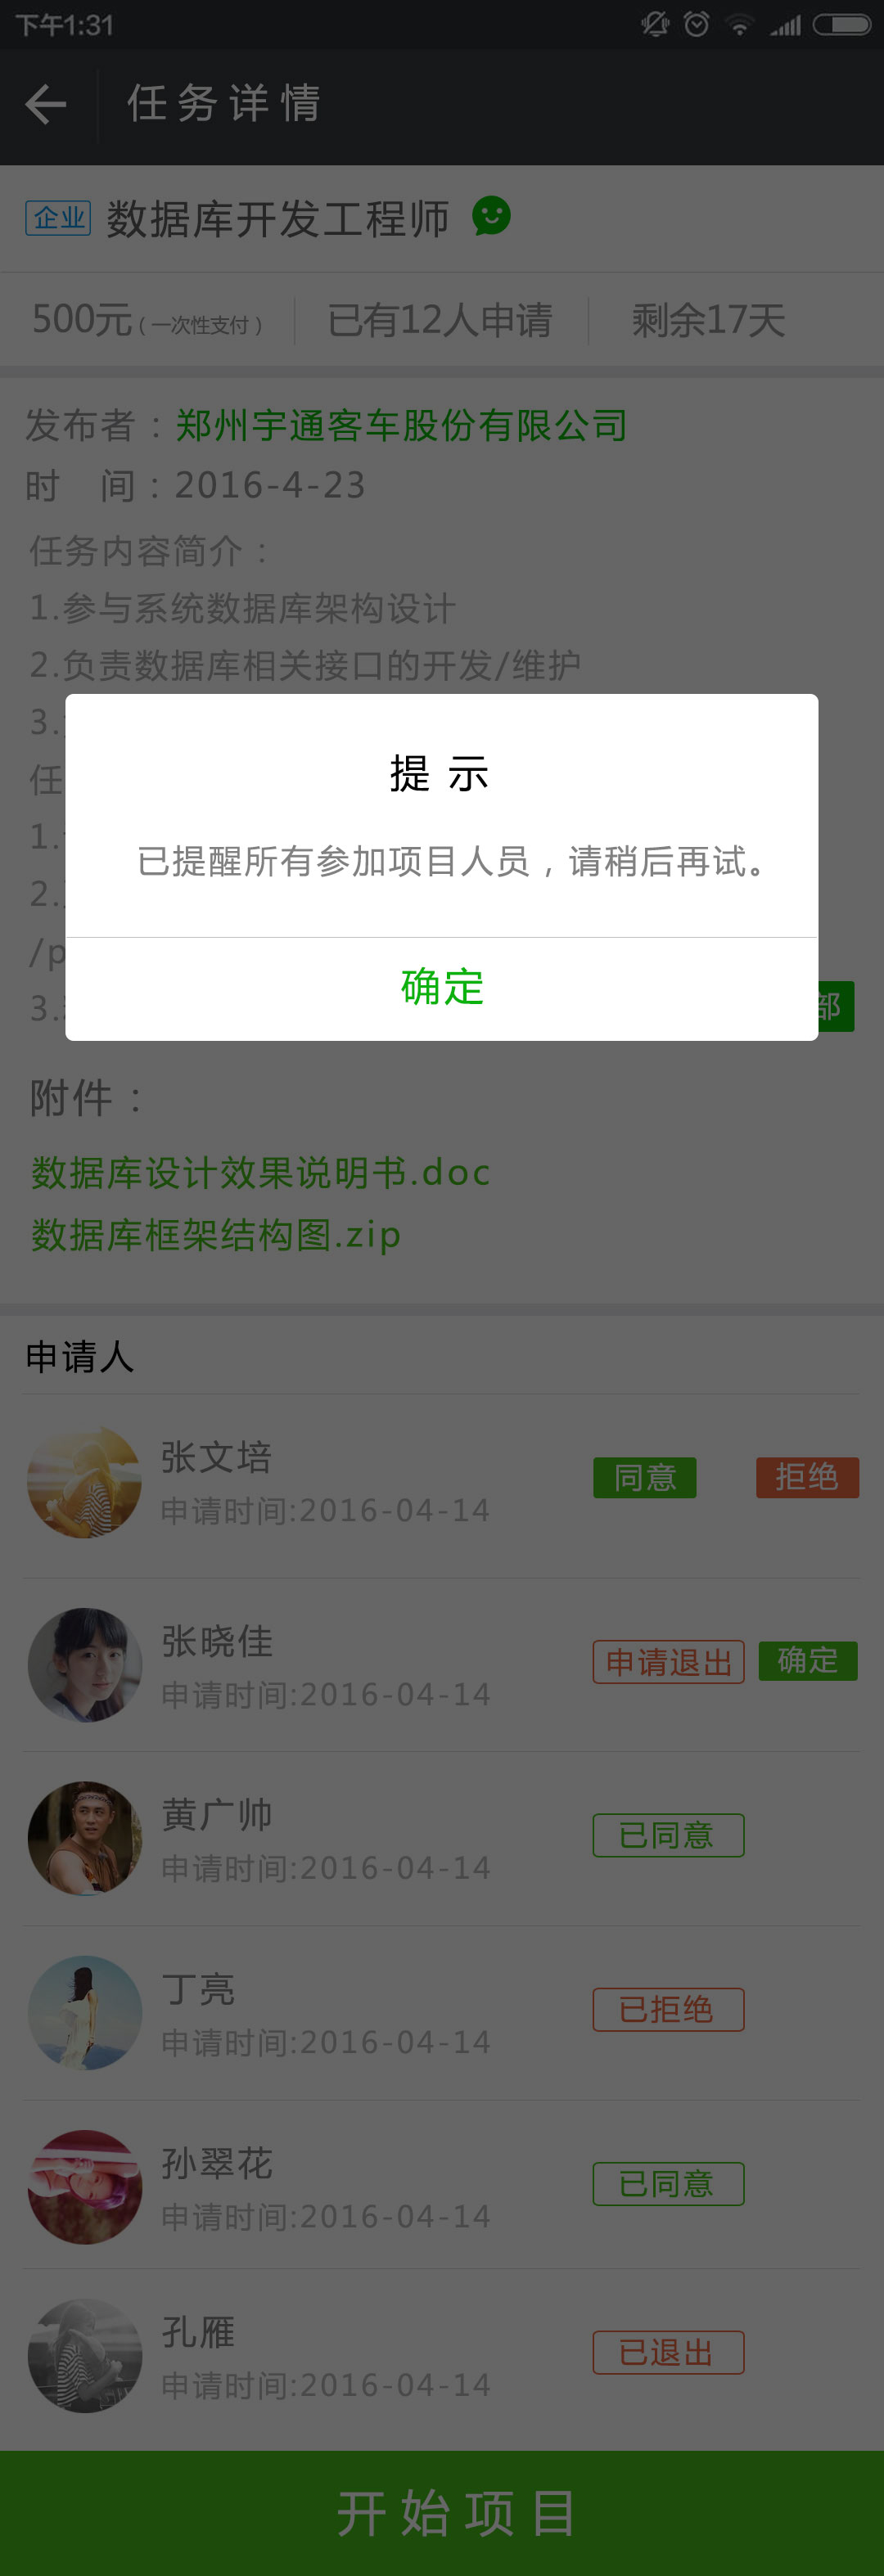 下午1:31
任务详情
企业 数据库开发工程师
500元（一次性支付） 已有12人申请 剩余17天
发布者：郑州宇通客车股份有限公司
时 间：2016-4-23
任务内容简介：
1.参与系统数据库架构设计
2.负责数据库相关接口的开发/维护
3.
任
1.
2.
/p
3.
部
提 示
已提醒所有参加项目人员，请稍后再试。
确定
附件：
数据库设计效果说明书.doc
数据库框架结构图.zip
申请人
张文培
申请时间:2016-04-14
同意 拒绝
张晓佳
申请时间:2016-04-14
申请退出 确定
黄广帅
申请时间:2016-04-14
已同意
丁亮
申请时间:2016-04-14
已拒绝
孙翠花
申请时间:2016-04-14
已同意
孔雁
申请时间:2016-04-14
已退出
开始项目